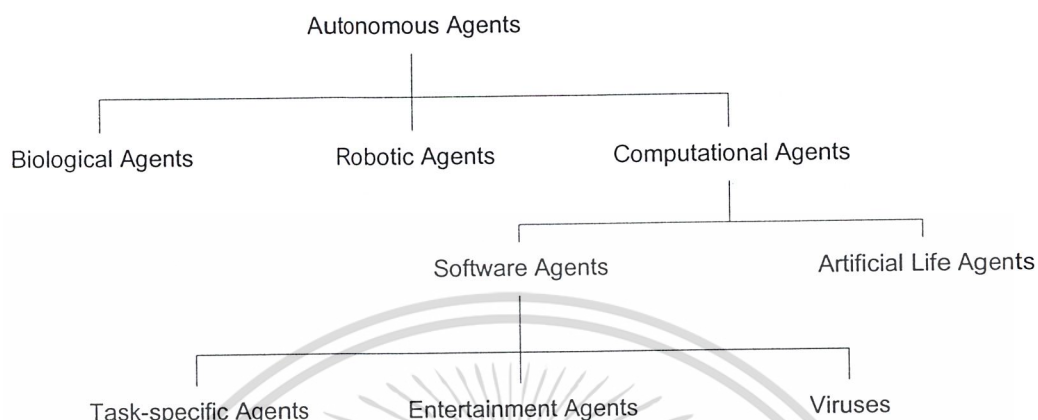 Autonomous Agents
Biological Agents Robotic Agents Computational Agents
Software Agents Artificial Life Agents
Task-specific Agents Entertainment Agents Viruses